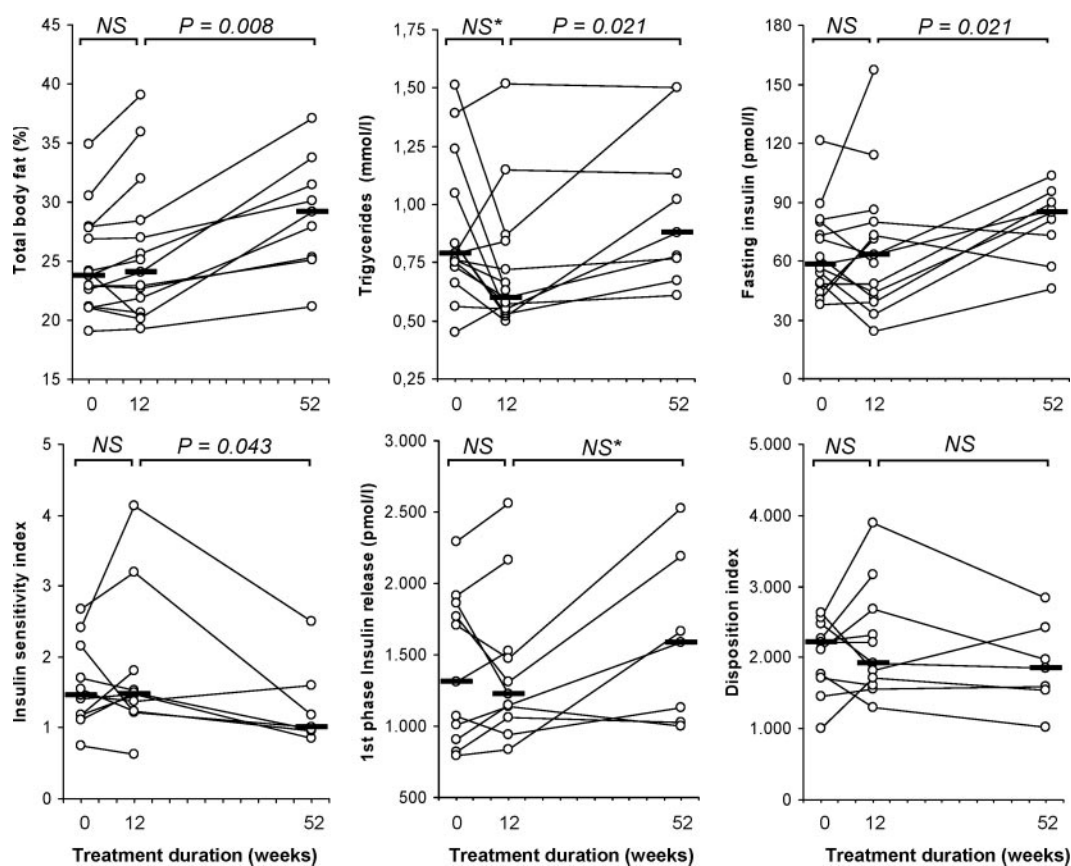 NS P = 0.008
Total body fat (%)
45
40
35
30
25
20
15
0 12 52
NS* P = 0.021
Trigycerides (mmol/l)
1,75
1,50
1,25
1,00
0,75
0,50
0,25
0 12 52
NS P = 0.021
Fasting insulin (pmol/l)
180
150
120
90
60
30
0
0 12 52
NS P = 0.043
Insulin sensitivity index
5
4
3
2
1
0
0 12 52
Treatment duration (weeks)
NS NS*
1st phase Insulin release (pmol/l)
3.000
2.500
2.000
1.500
1.000
500
0 12 52
Treatment duration (weeks)
NS NS
Disposition index
5.000
4.000
3.000
2.000
1.000
0
0 12 52
Treatment duration (weeks)